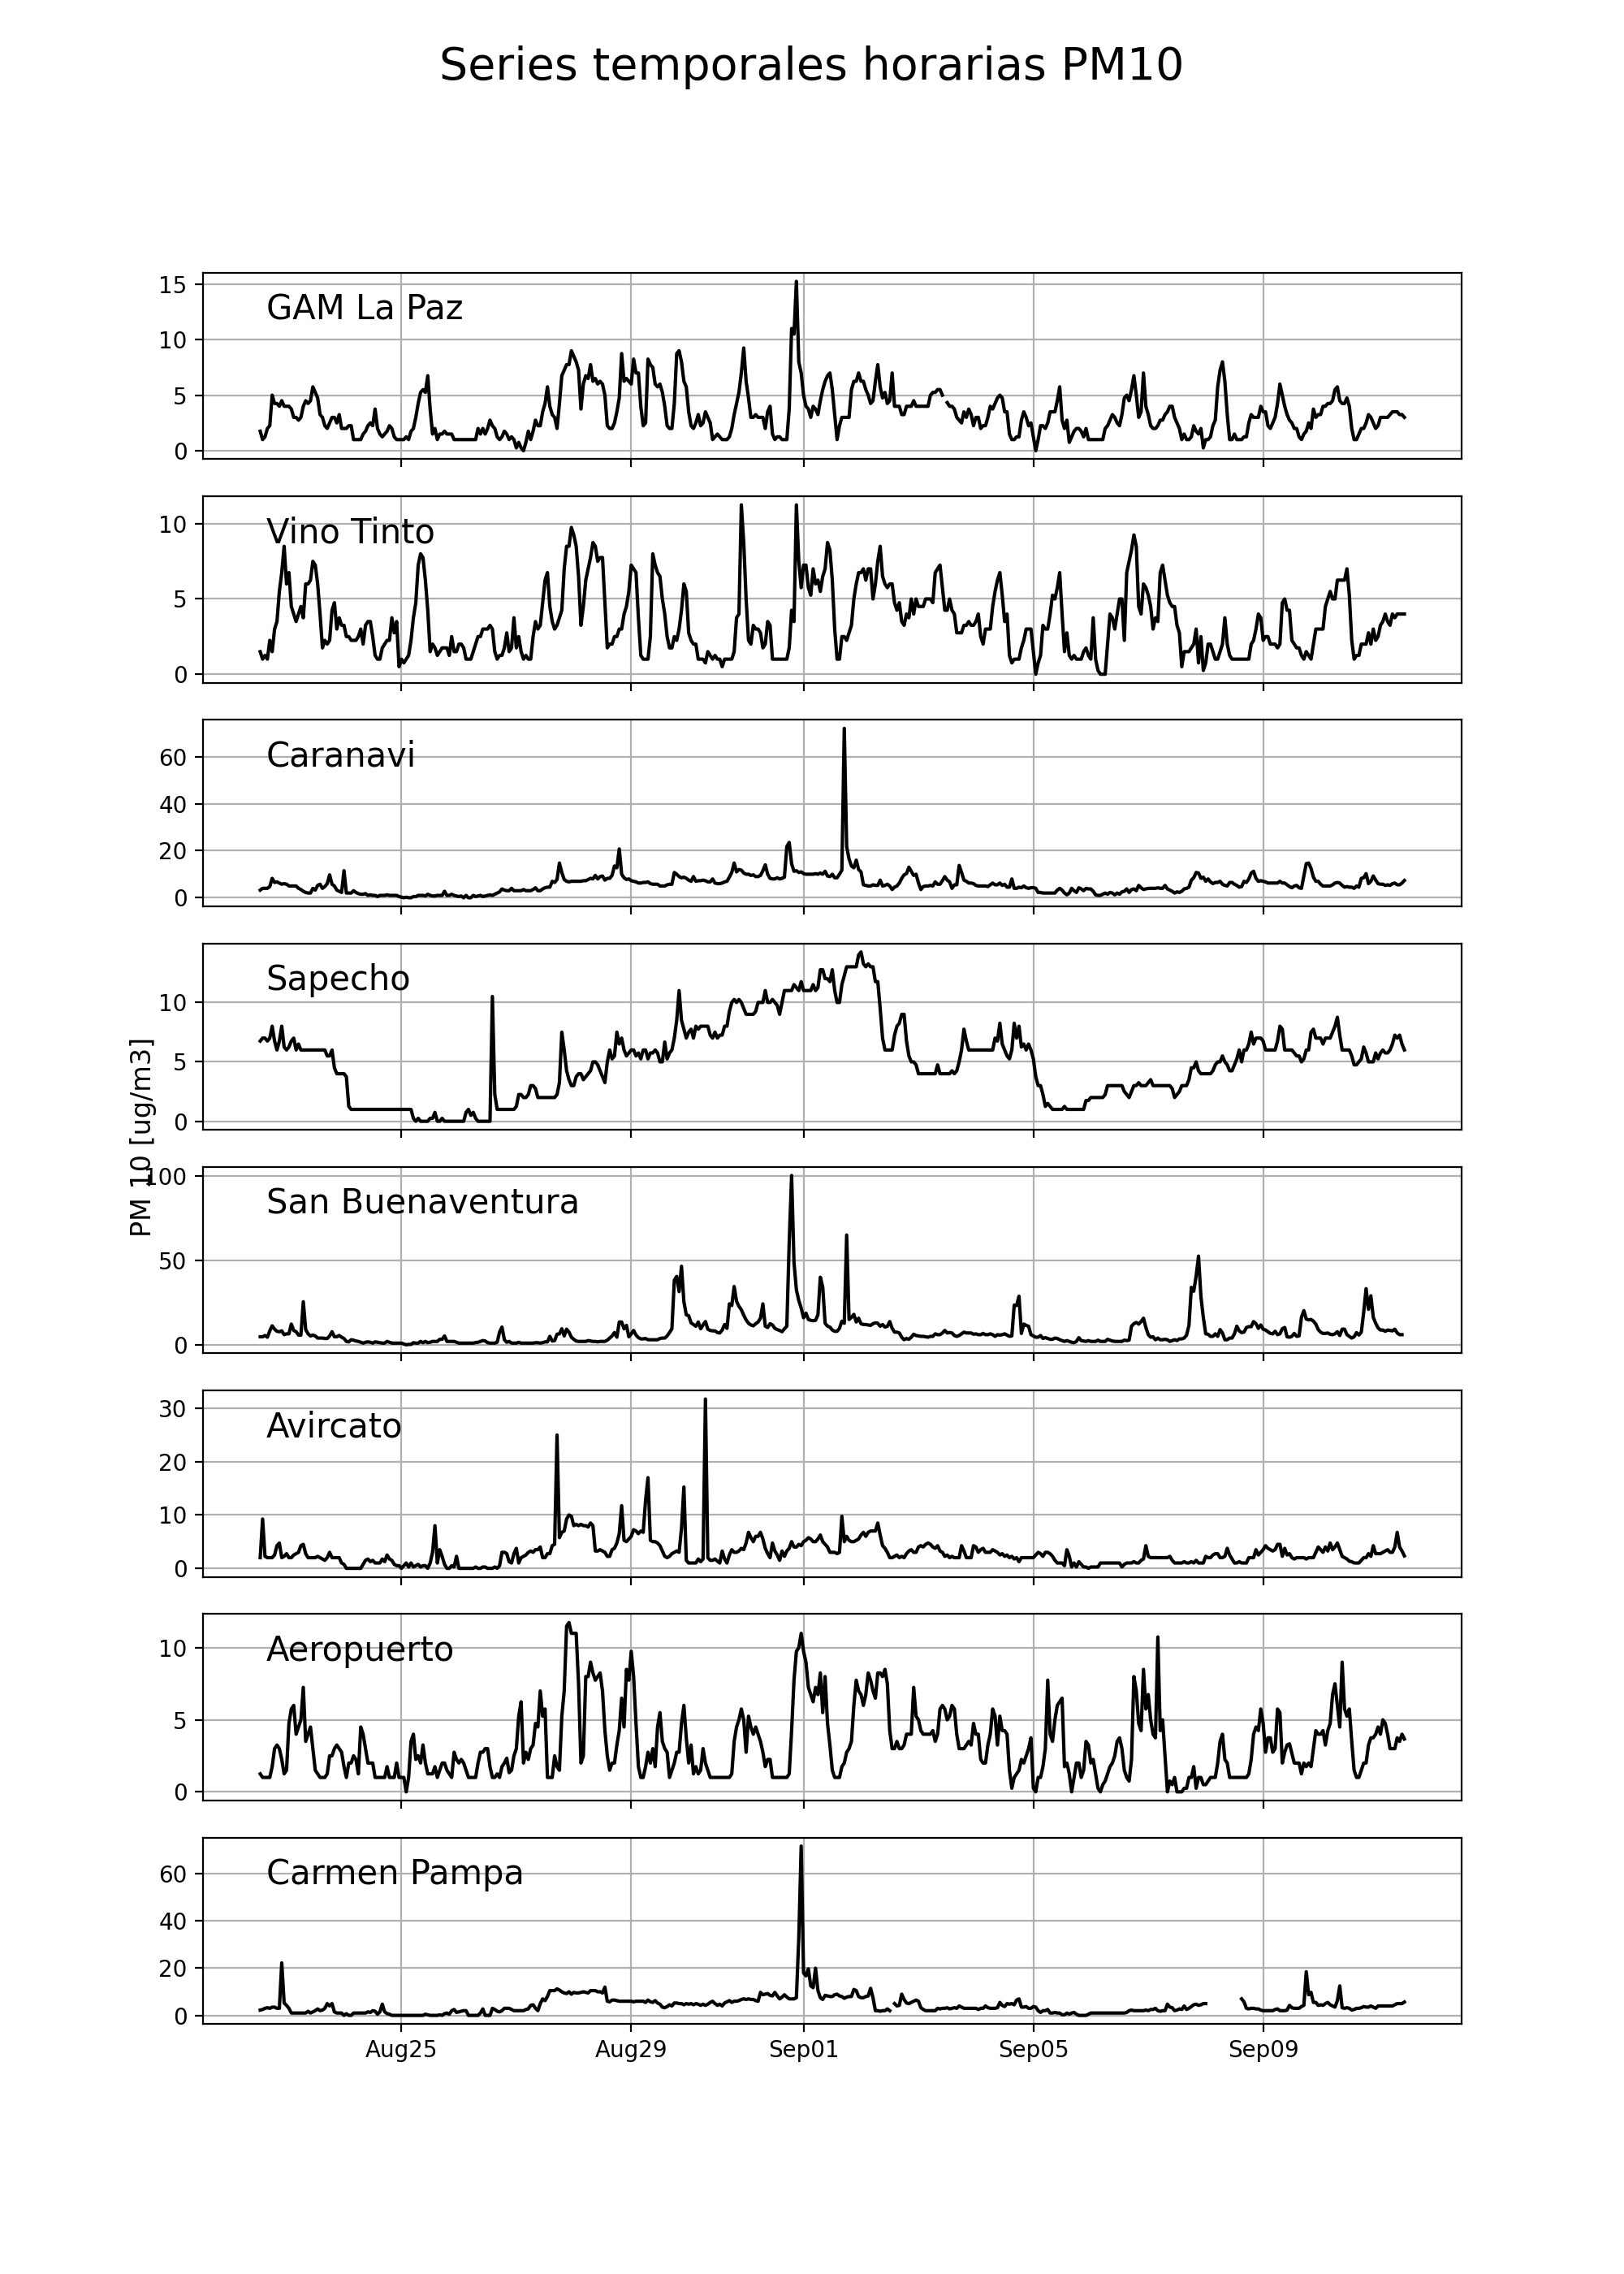 Series temporales horarias PM10
PM 10 [ug/m3]
GAM La Paz
15
10
5
0
Vino Tinto
10
5
0
Caranavi
60
40
20
0
Sapecho
10
5
0
San Buenaventura
100
50
0
Avircato
30
20
10
0
Aeropuerto
10
5
0
Carmen Pampa
60
40
20
0
Aug25 Aug29 Sep01 Sep05 Sep09